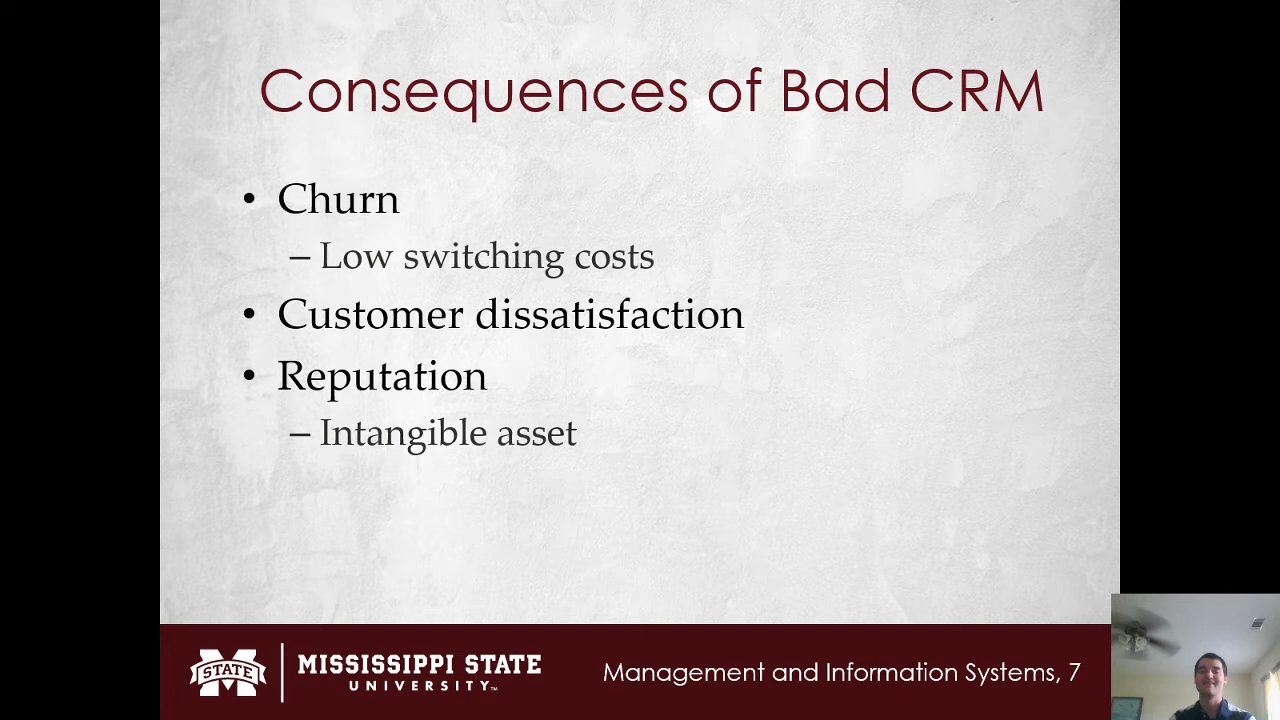 Consequences of Bad CRM
• Churn
– Low switching costs
• Customer dissatisfaction
• Reputation
– Intangible asset
STATE
MISSISSIPPI STATE
UNIVERSITY™
Management and Information Systems, 7